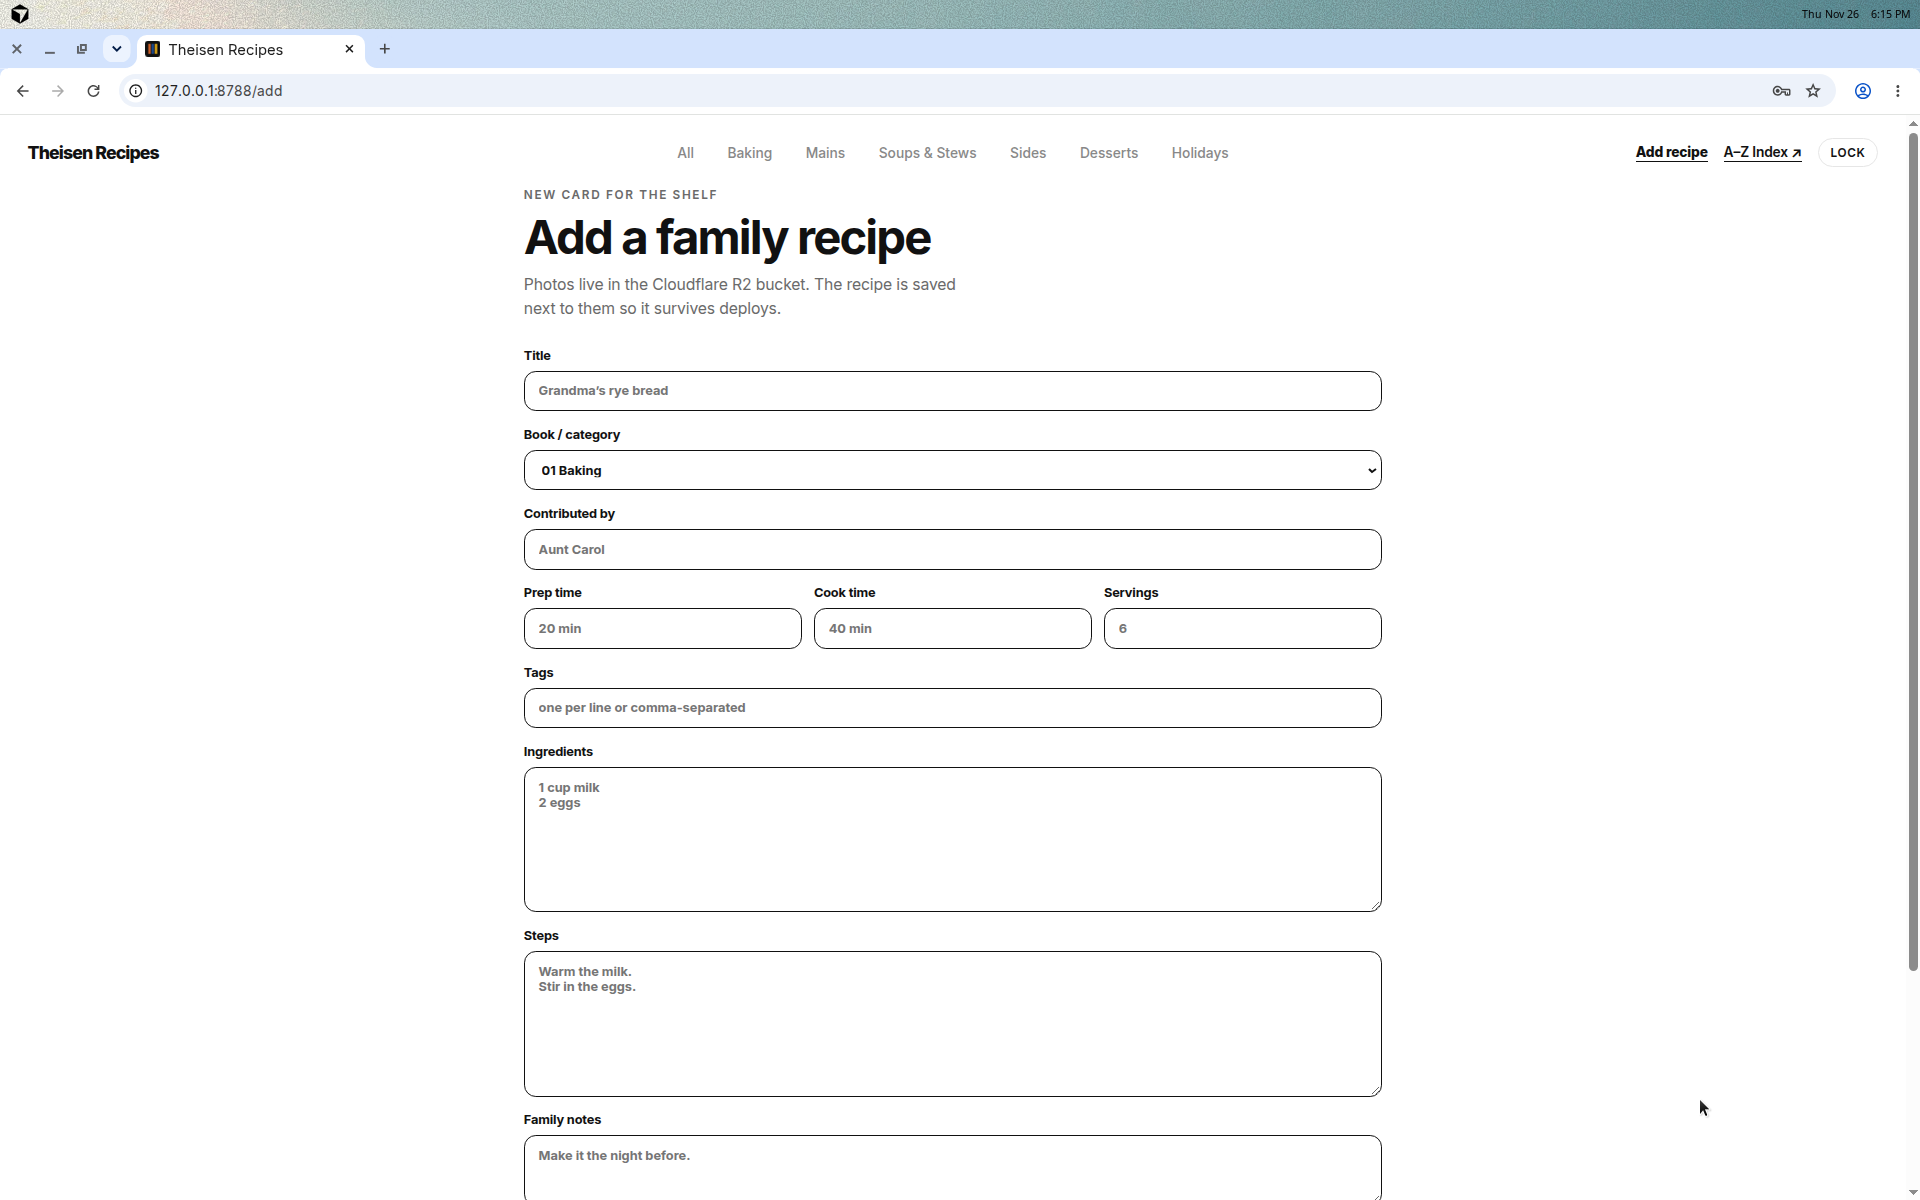 Thu Nov 26 6:15 PM
Theisen Recipes
127.0.0.1:8788/add
Theisen Recipes
All Baking Mains Soups & Stews Sides Desserts Holidays
Add recipe A–Z Index ↗ LOCK
NEW CARD FOR THE SHELF
Add a family recipe
Photos live in the Cloudflare R2 bucket. The recipe is saved
next to them so it survives deploys.
Title
Grandma’s rye bread
Book / category
01 Baking
Contributed by
Aunt Carol
Prep time Cook time Servings
20 min 40 min 6
Tags
one per line or comma-separated
Ingredients
1 cup milk
2 eggs
Steps
Warm the milk.
Stir in the eggs.
Family notes
Make it the night before.